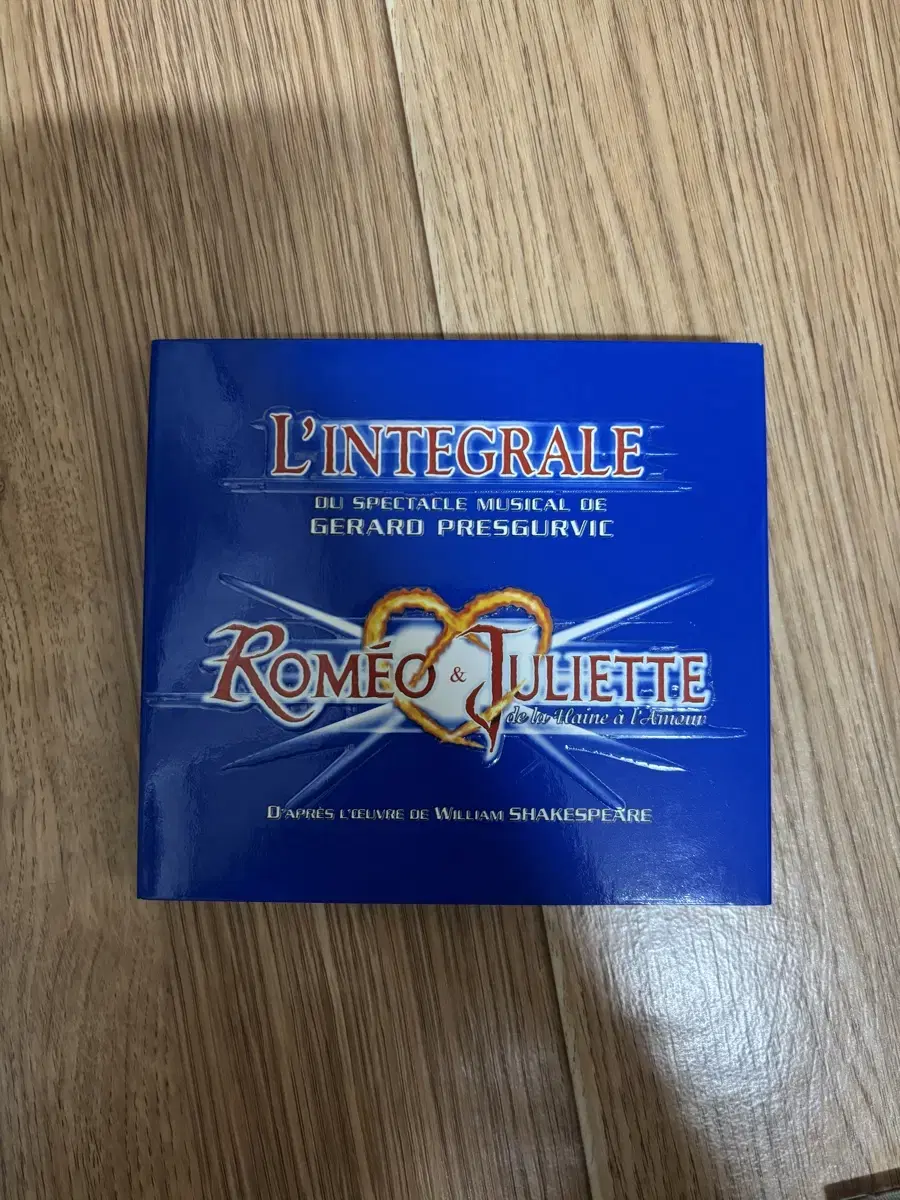 L'INTEGRALE
DU SPECTACLE MUSICAL DE
GERARD PRESGURVIC
ROMÉO & JULIETTE
de la Haine à l'Amour
D'APRÈS L'ŒUVRE DE WILLIAM SHAKESPEARE